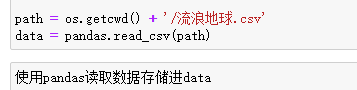 path = os.getcwd() + '/流浪地球.csv'
data = pandas.read_csv(path)
使用pandas读取数据存储进data